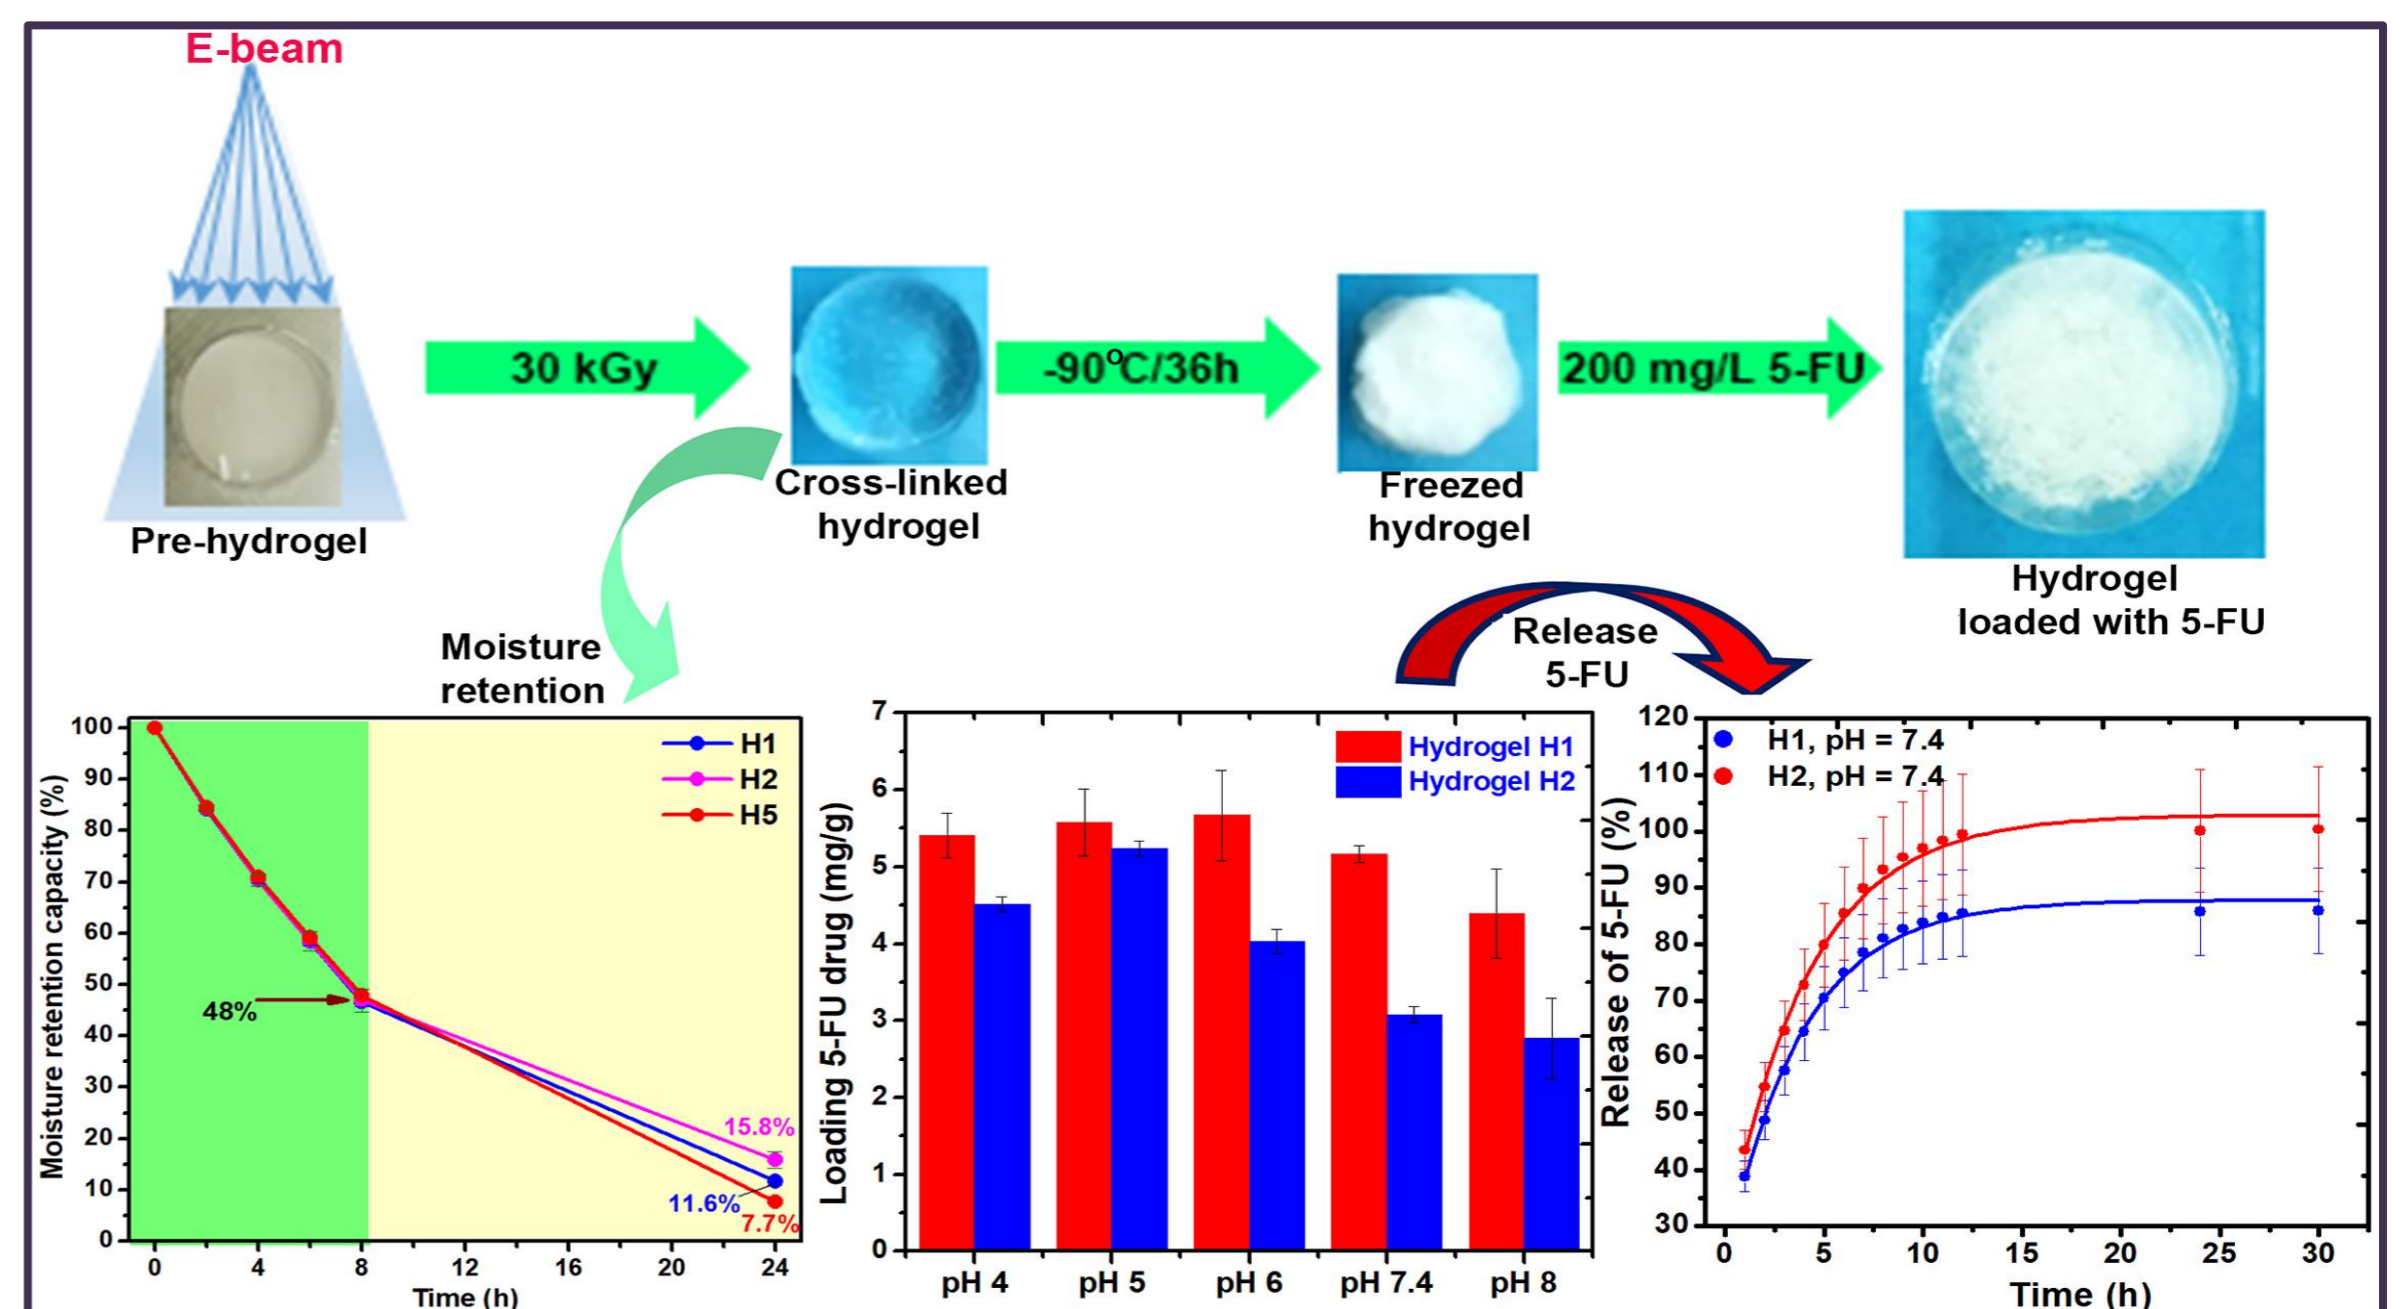 E-beam
30 kGy
-90°C/36h
200 mg/L 5-FU
Pre-hydrogel
Cross-linked
hydrogel
Freezed
hydrogel
Hydrogel
loaded with 5-FU
Moisture
retention
Release
5-FU
Moisture retention capacity (%)
100
90
80
70
60
50
40
30
20
10
0
H1
H2
H5
48%
15.8%
11.6%
7.7%
0 4 8 12 16 20 24
Time (h)
Loading 5-FU drug (mg/g)
7
6
5
4
3
2
1
0
Hydrogel H1
Hydrogel H2
pH 4 pH 5 pH 6 pH 7.4 pH 8
Release of 5-FU (%)
120
110
100
90
80
70
60
50
40
30
H1, pH = 7.4
H2, pH = 7.4
0 5 10 15 20 25 30
Time (h)